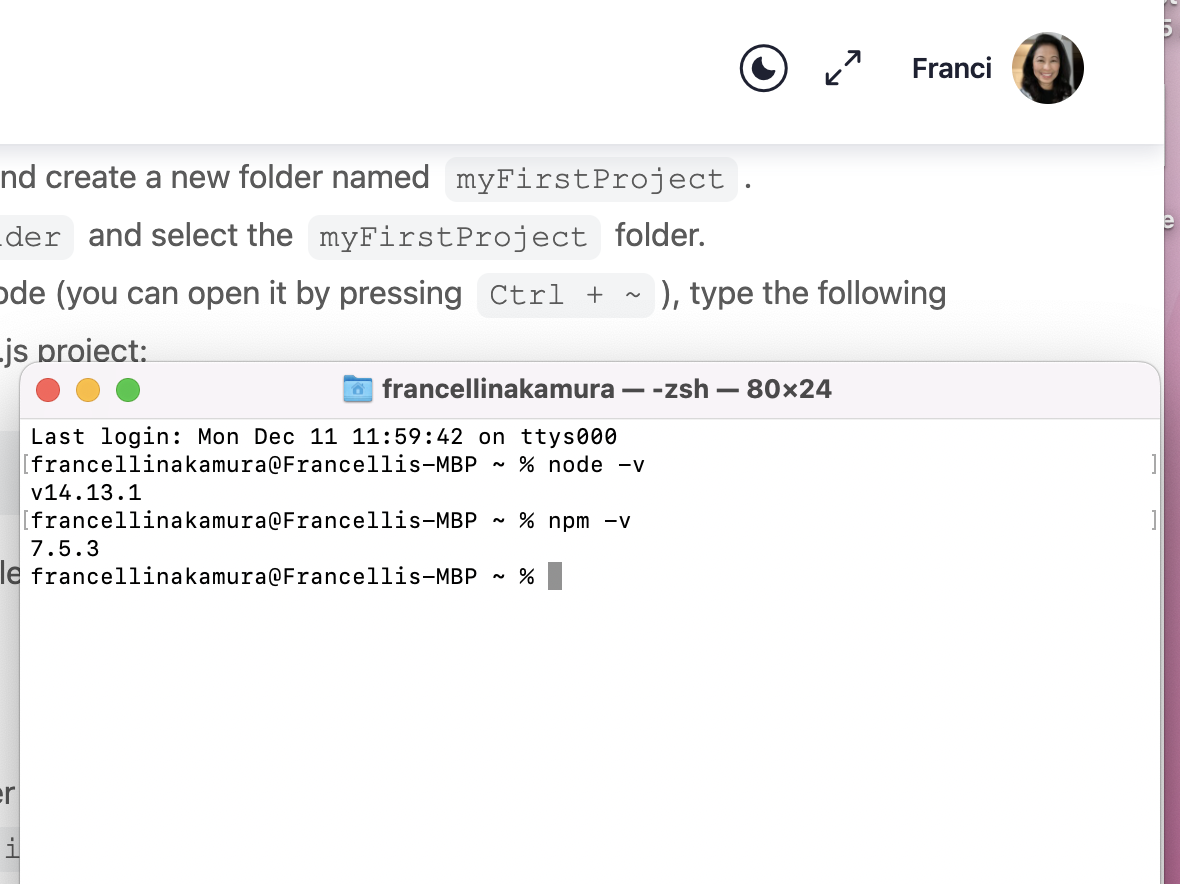 Franci
nd create a new folder named myFirstProject .
der and select the myFirstProject folder.
ode (you can open it by pressing Ctrl + ~ ), type the following
.js project:
francellinakamura — -zsh — 80×24
Last login: Mon Dec 11 11:59:42 on ttys000
[francellinakamura@Francellis-MBP ~ % node -v ]
v14.13.1
[francellinakamura@Francellis-MBP ~ % npm -v ]
7.5.3
francellinakamura@Francellis-MBP ~ %
le
er
i
5
e